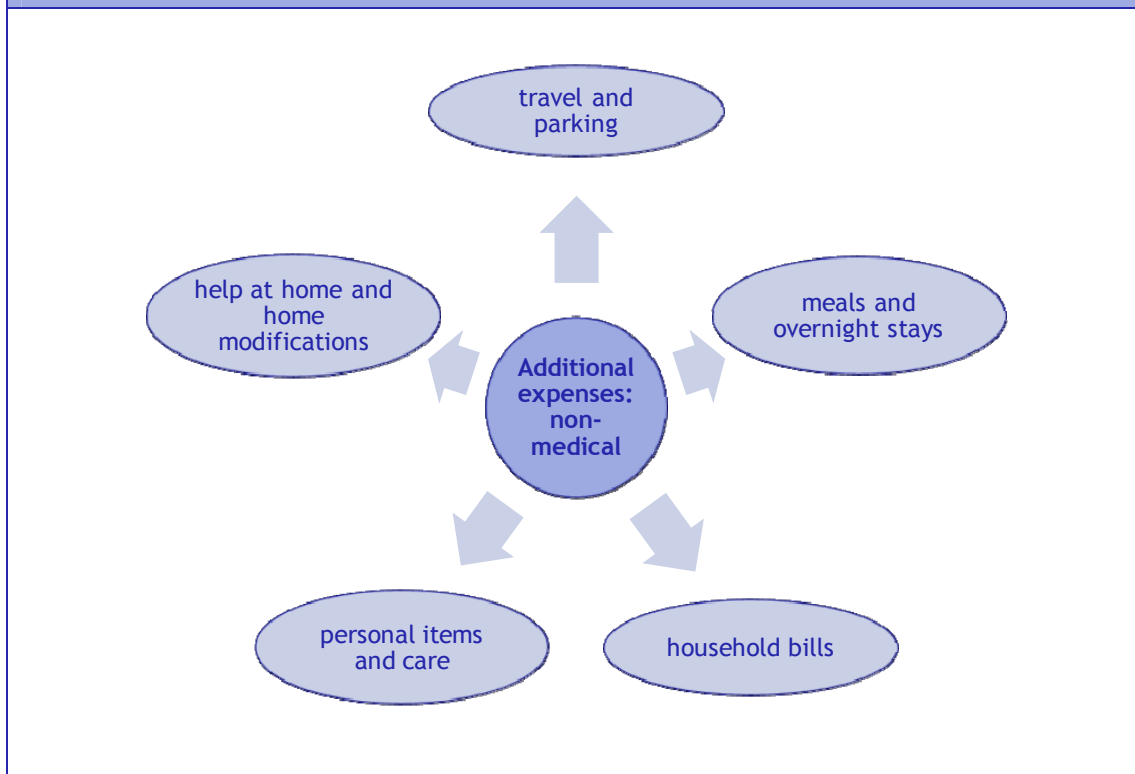 travel and
parking
help at home and
home
modifications
meals and
overnight stays
Additional
expenses:
non-
medical
personal items
and care
household bills